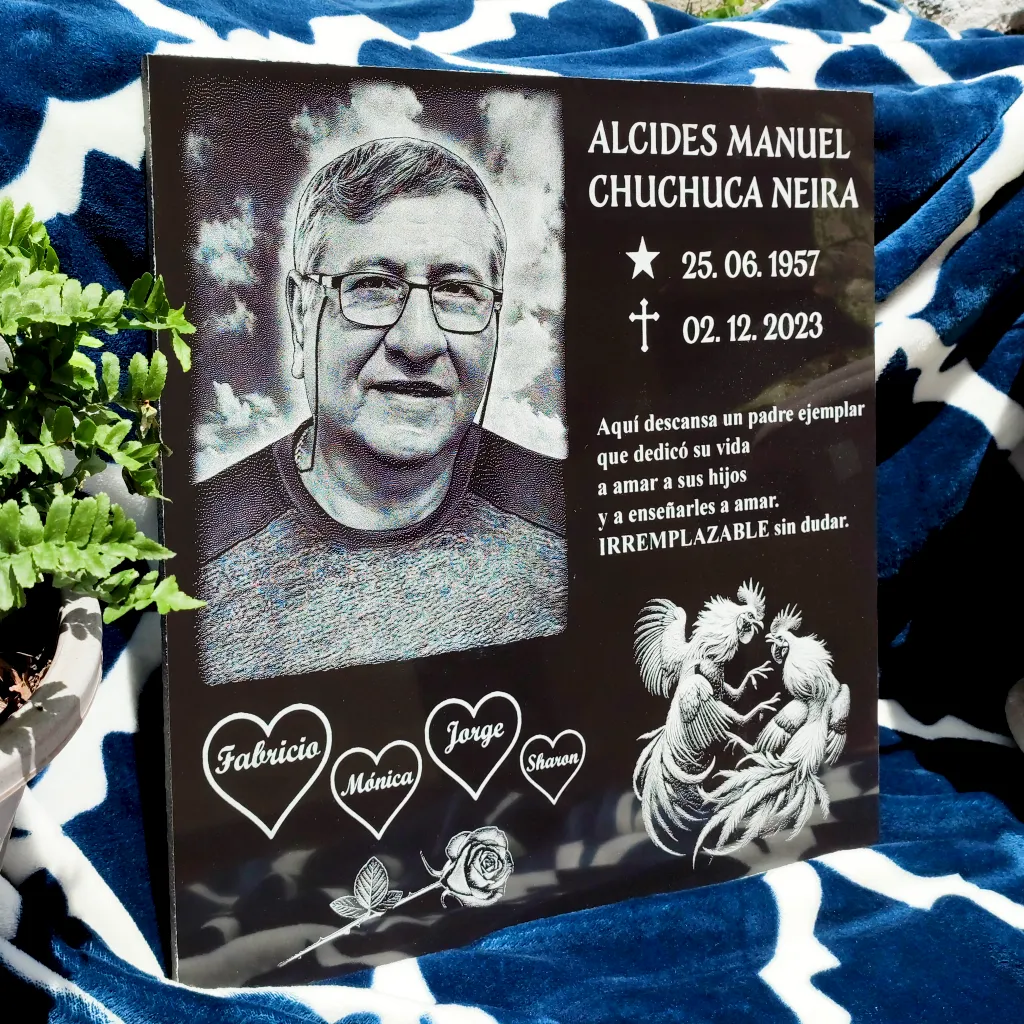 ALCIDES MANUEL
CHUCHUCA NEIRA
25. 06. 1957
02. 12. 2023
Aquí descansa un padre ejemplar
que dedicó su vida
a amar a sus hijos
y a enseñarles a amar.
IRREMPLAZABLE sin dudar.
Fabricio
Mónica
Jorge
Sharon